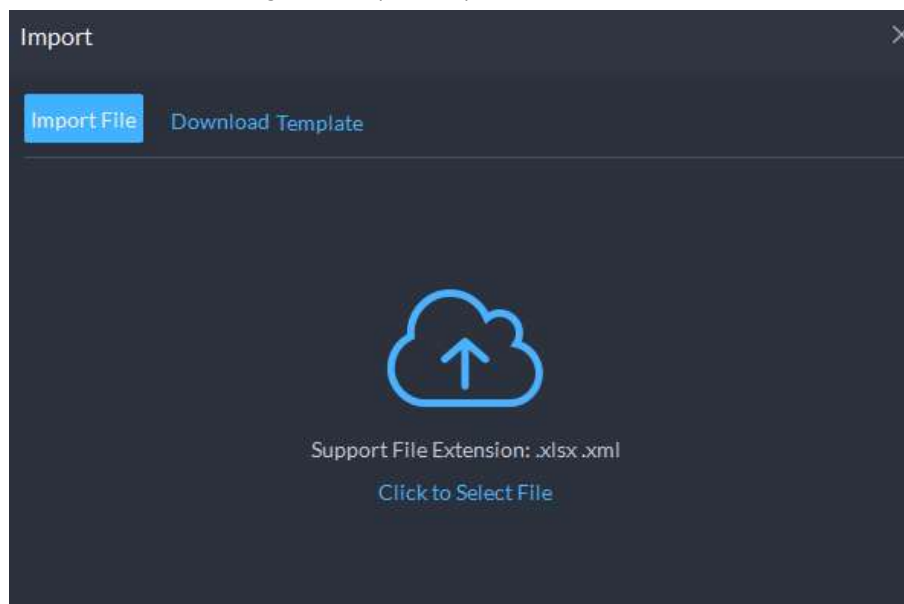 Import
Import File
Download Template
Support File Extension: .xlsx .xml
Click to Select File